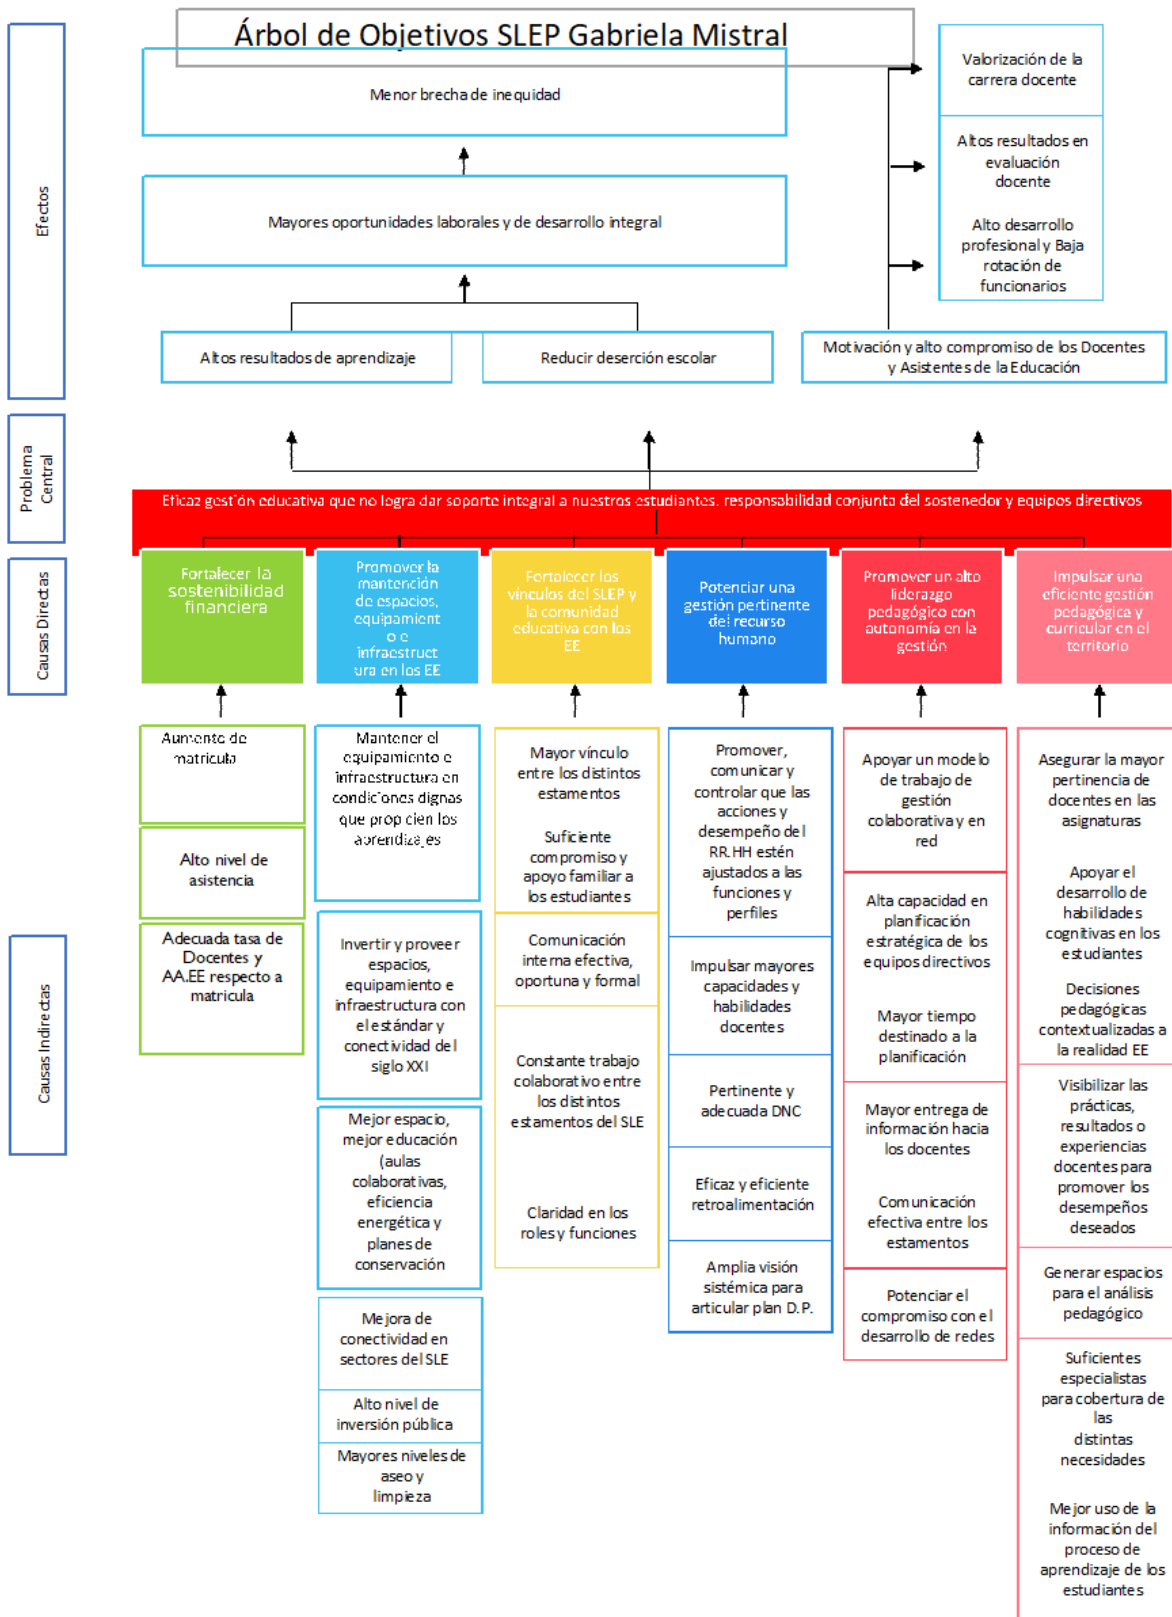 Árbol de Objetivos SLEP Gabriela Mistral
Efectos
Menor brecha de inequidad
Mayores oportunidades laborales y de desarrollo integral
Altos resultados de aprendizaje
Reducir deserción escolar
Valorización de la
carrera docente
Altos resultados en
evaluación
docente
Alto desarrollo
profesional y Baja
rotación de
funcionarios
Motivación y alto compromiso de los Docentes
y Asistentes de la Educación
Problema
Central
Eficaz gestión educativa que no logra dar soporte integral a nuestros estudiantes, responsabilidad conjunta del sostenedor y equipos directivos
Causas Directas
Fortalecer la
sostenibilidad
financiera
Promover la
mantención
de espacios,
equipamient
o e
infraestruct
ura en los EE
Fortalecer los
vínculos del SLEP y
la comunidad
educativa con los
EE
Potenciar una
gestión pertinente
del recurso
humano
Promover un alto
liderazgo
pedagógico con
autonomía en la
gestión
Impulsar una
eficiente gestión
pedagógica y
curricular en el
territorio
Causas Indirectas
Aumento de
matricula
Alto nivel de
asistencia
Adecuada tasa de
Docentes y
AA.EE respecto a
matricula
Mantener el
equipamiento e
infraestructura en
condiciones dignas
que propicien los
aprendizajes
Invertir y proveer
espacios,
equipamiento e
infraestructura con
el estándar y
conectividad del
siglo XXI
Mejor espacio,
mejor educación
(aulas
colaborativas,
eficiencia
energética y
planes de
conservación
Mejora de
conectividad en
sectores del SLE
Alto nivel de
inversión pública
Mayores niveles de
aseo y
limpieza
Mayor vínculo
entre los distintos
estamentos
Suficiente
compromiso y
apoyo familiar a
los estudiantes
Comunicación
interna efectiva,
oportuna y formal
Constante trabajo
colaborativo entre
los distintos
estamentos del SLE
Claridad en los
roles y funciones
Promover,
comunicar y
controlar que las
acciones y
desempeño del
RR.HH estén
ajustados a las
funciones y
perfiles
Impulsar mayores
capacidades y
habilidades
docentes
Pertinente y
adecuada DNC
Eficaz y eficiente
retroalimentación
Amplia visión
sistémica para
articular plan D.P.
Apoyar un modelo
de trabajo de
gestión
colaborativa y en
red
Alta capacidad en
planificación
estratégica de los
equipos directivos
Mayor tiempo
destinado a la
planificación
Mayor entrega de
información hacia
los docentes
Comunicación
efectiva entre los
estamentos
Potenciar el
compromiso con el
desarrollo de redes
Asegurar la mayor
pertinencia de
docentes en las
asignaturas
Apoyar el
desarrollo de
habilidades
cognitivas en los
estudiantes
Decisiones
pedagógicas
contextualizadas a
la realidad EE
Visibilizar las
prácticas,
resultados o
experiencias
docentes para
promover los
desempeños
deseados
Generar espacios
para el análisis
pedagógico
Suficientes
especialistas
para cobertura de
las
distintas
necesidades
Mejor uso de la
información del
proceso de
aprendizaje de los
estudiantes